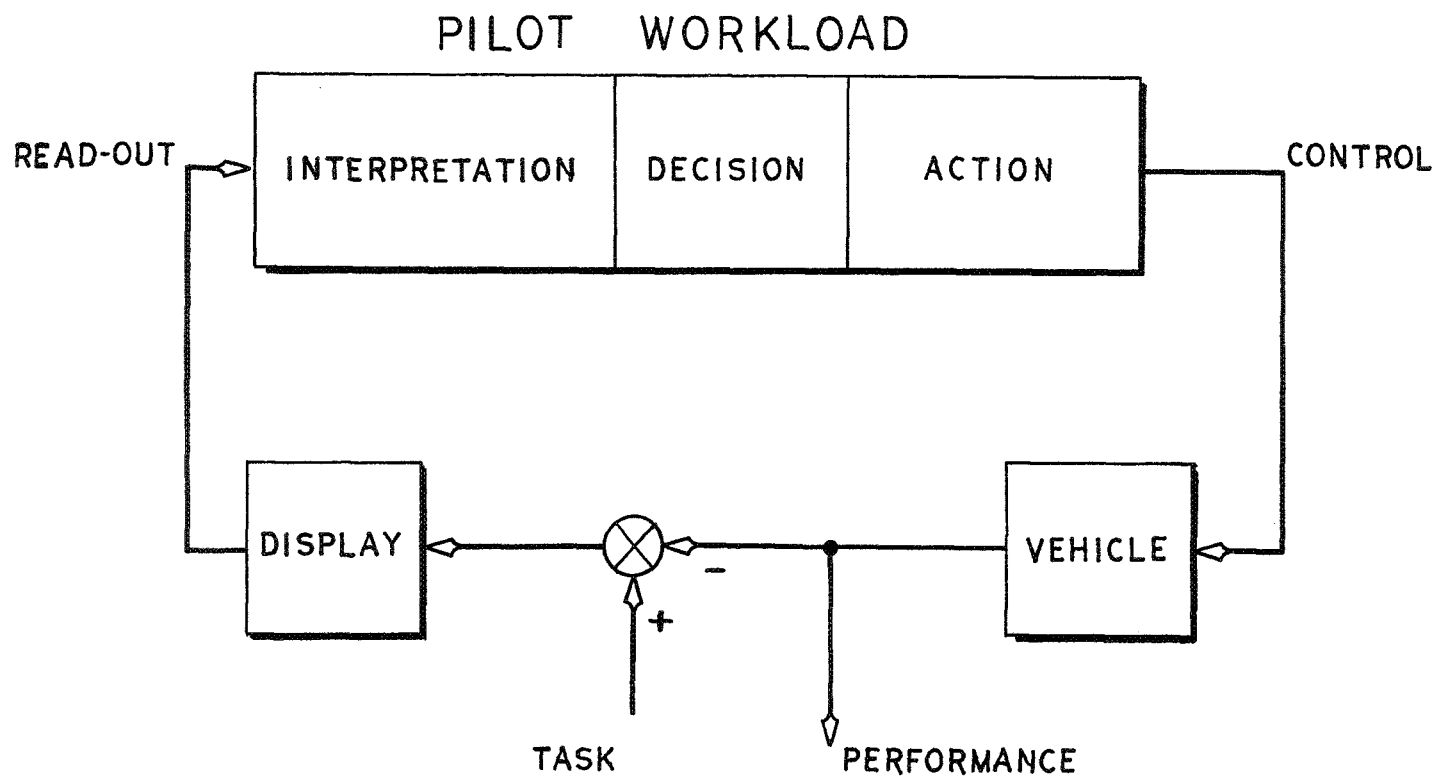 PILOT WORKLOAD
READ-OUT
INTERPRETATION
DECISION
ACTION
CONTROL
DISPLAY
VEHICLE
-
+
TASK
PERFORMANCE